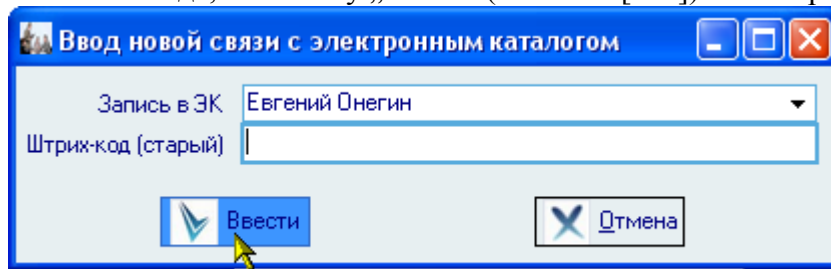 Ввод новой связи с электронным каталогом
Запись в ЭК Евгений Онегин
Штрих-код (старый)
Ввести Отмена